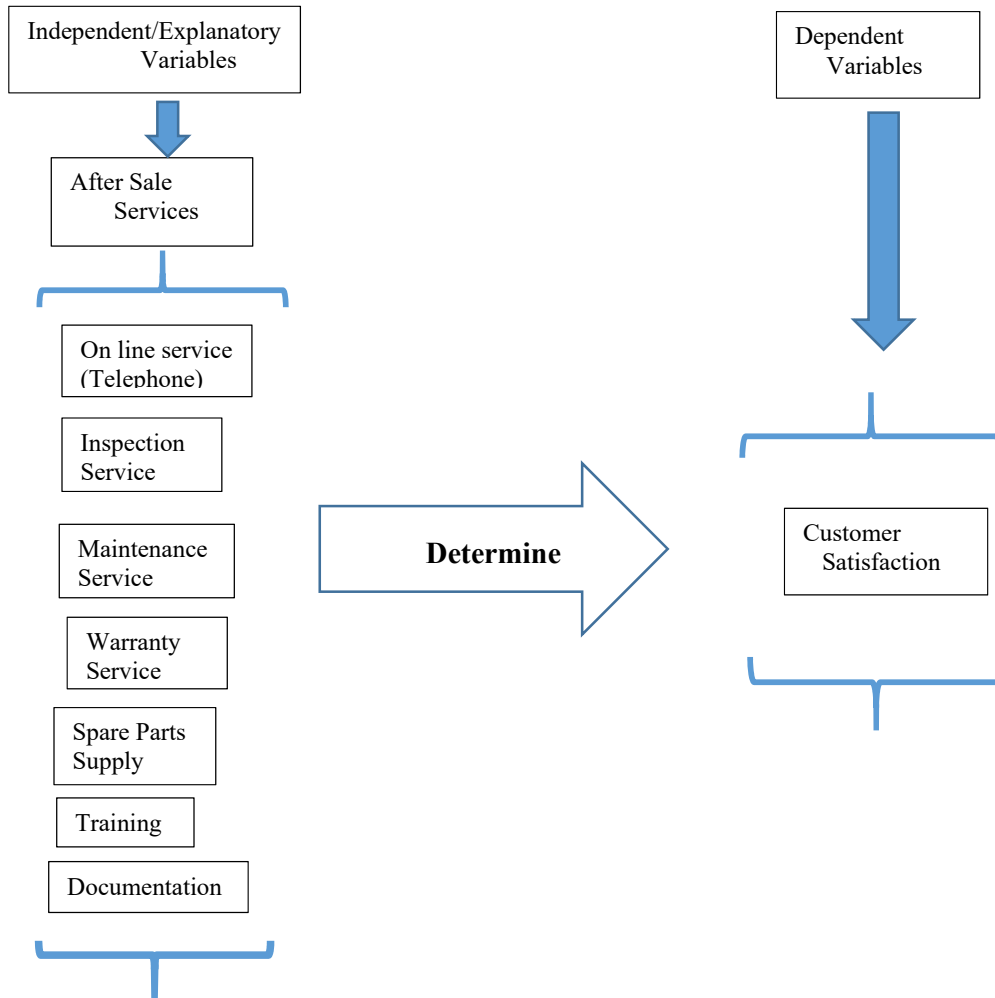 Independent/Explanatory
Variables
After Sale
Services
On line service
(Telephone)
Inspection
Service
Maintenance
Service
Warranty
Service
Spare Parts
Supply
Training
Documentation
Determine
Dependent
Variables
Customer
Satisfaction